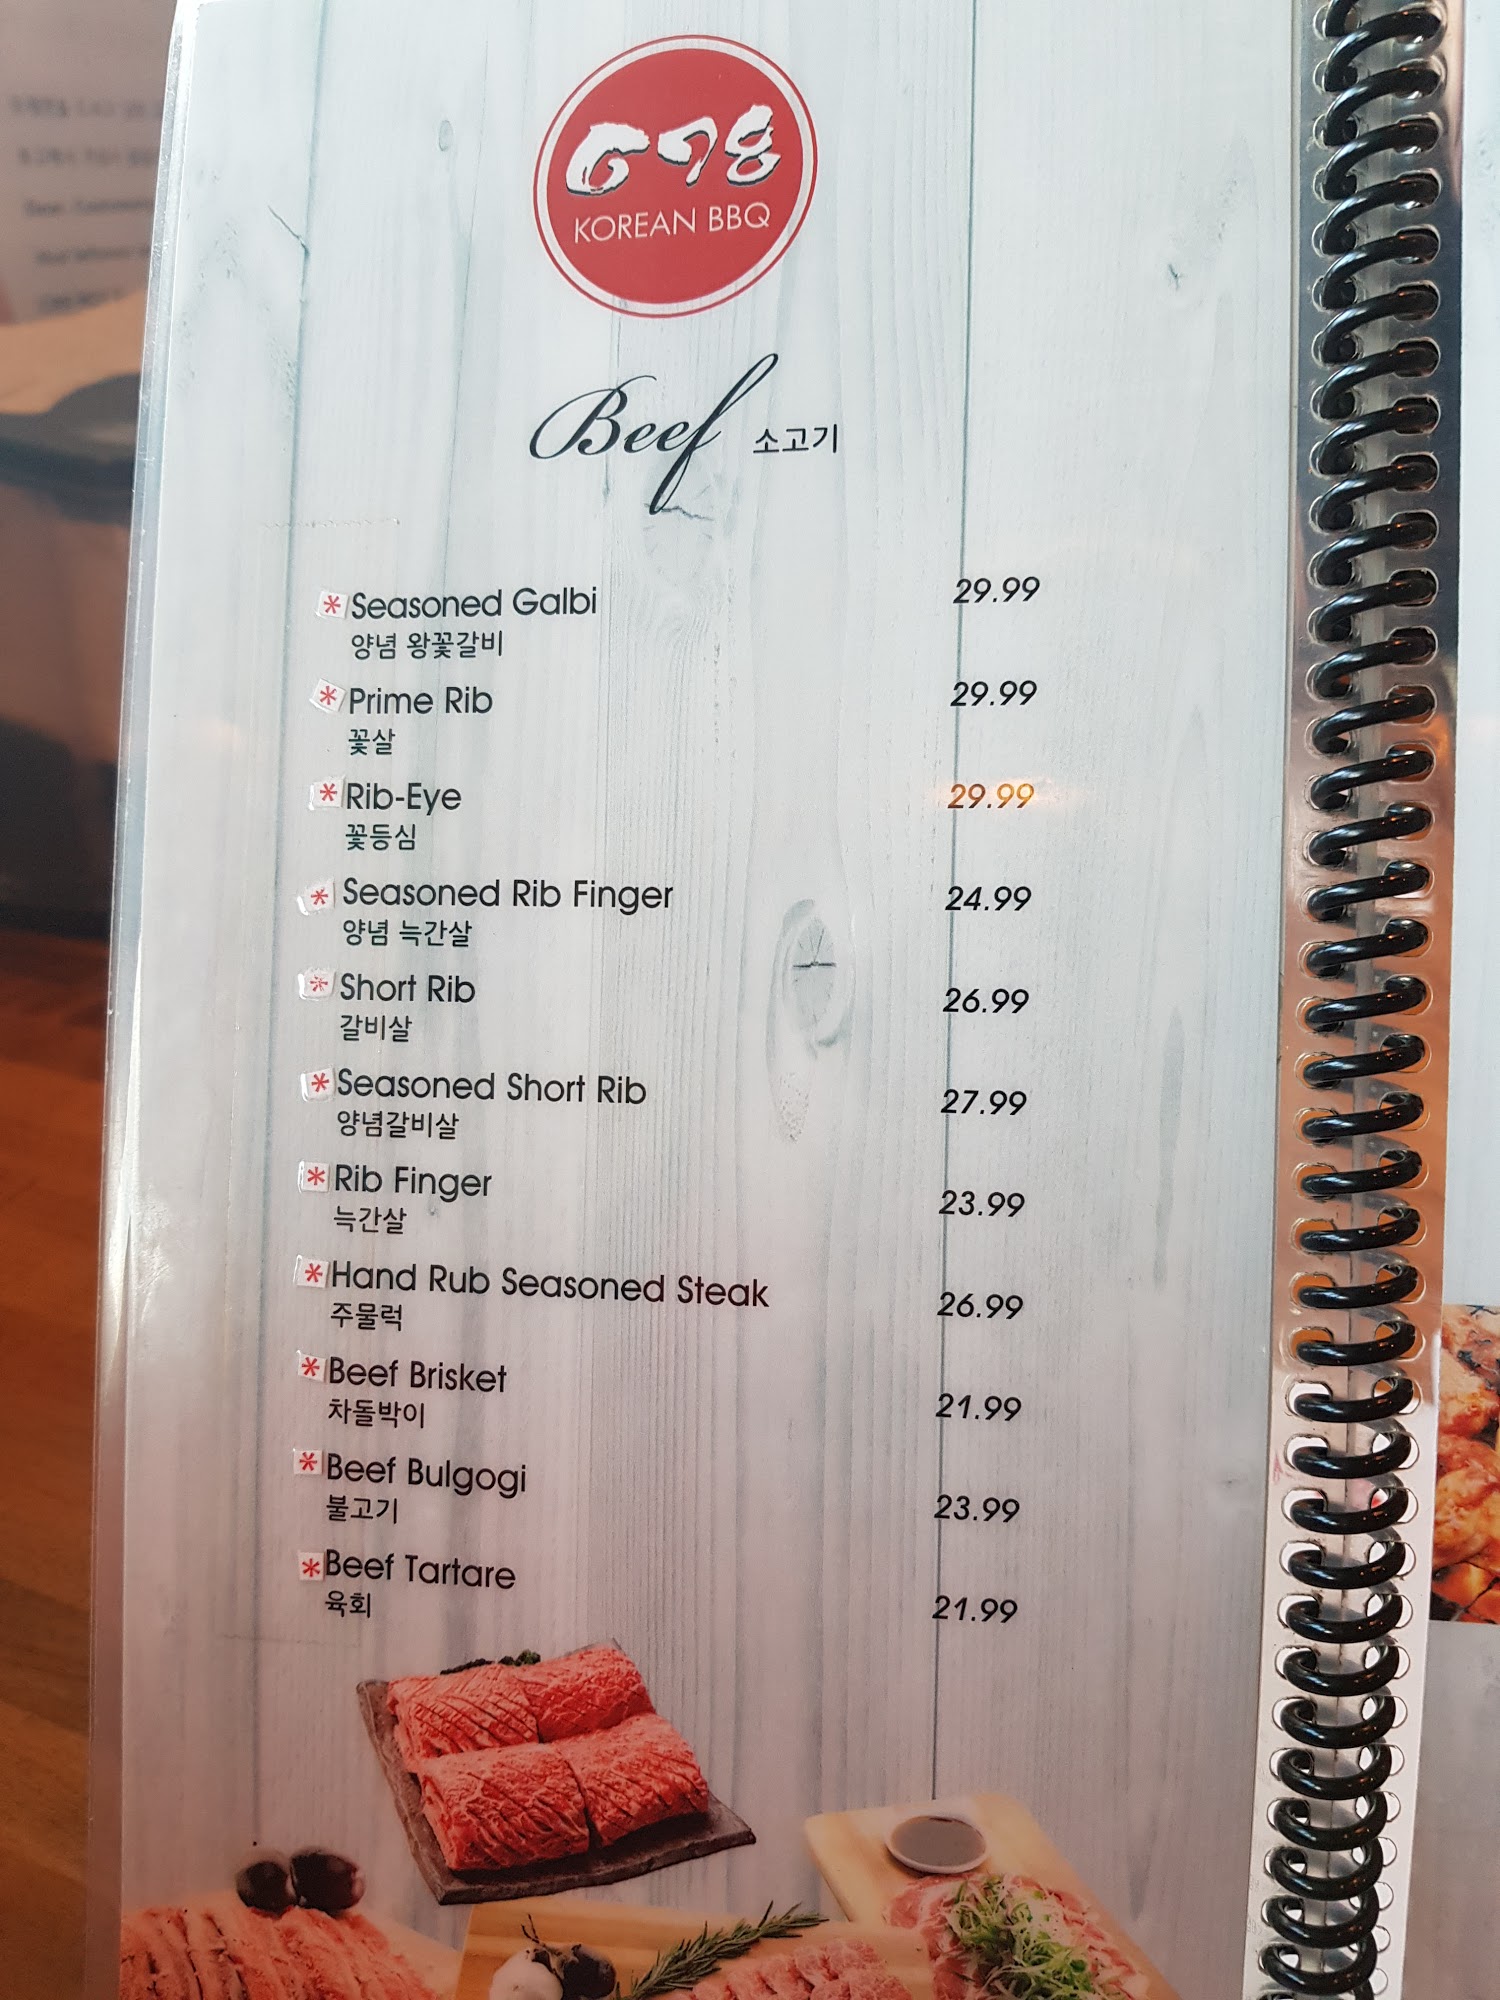 678
KOREAN BBQ
Beef 소고기
* Seasoned Galbi 29.99
양념 왕꽃갈비
* Prime Rib 29.99
꽃살
* Rib-Eye 29.99
꽃등심
* Seasoned Rib Finger 24.99
양념 늑간살
* Short Rib 26.99
갈비살
* Seasoned Short Rib 27.99
양념갈비살
* Rib Finger 23.99
늑간살
* Hand Rub Seasoned Steak 26.99
주물럭
* Beef Brisket 21.99
차돌박이
* Beef Bulgogi 23.99
불고기
* Beef Tartare 21.99
육회